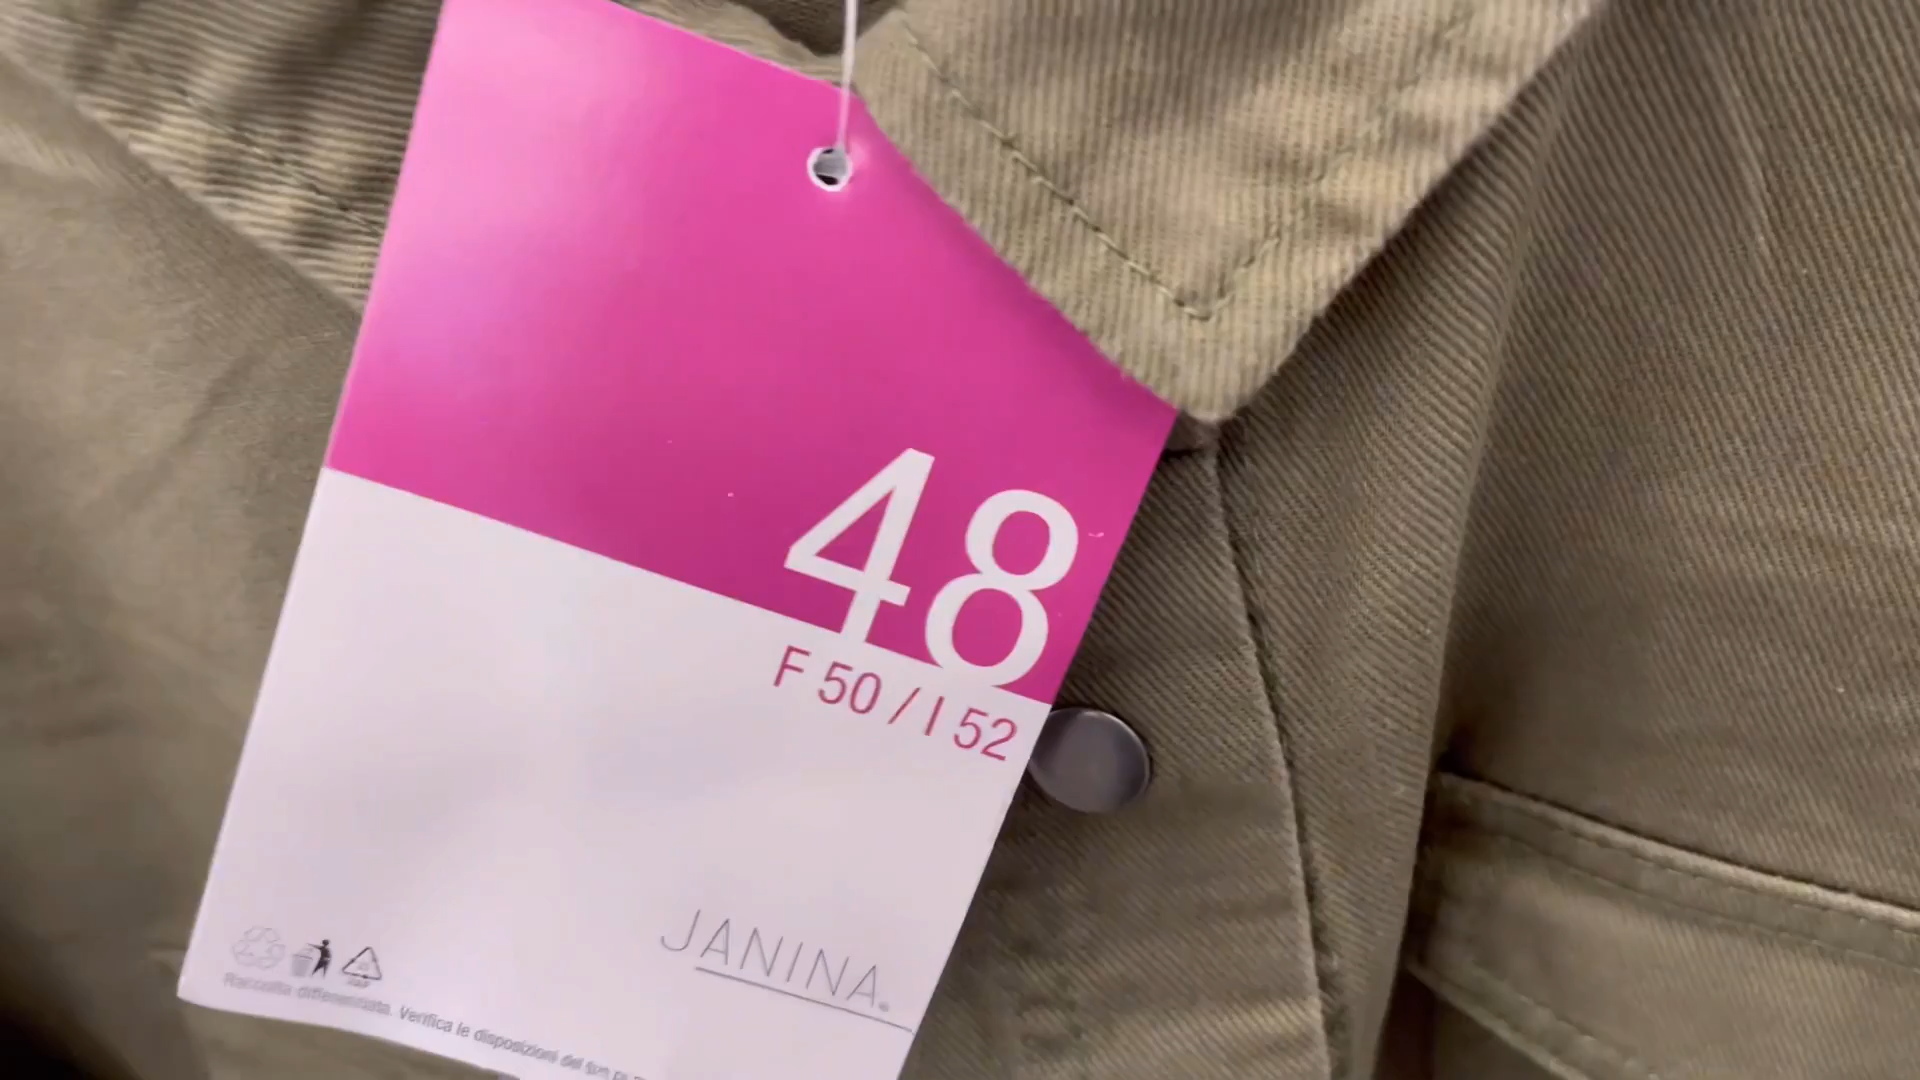 48
F 50 / I 52
JANINA®
Raccolta differenziata. Verifica le disposizioni del